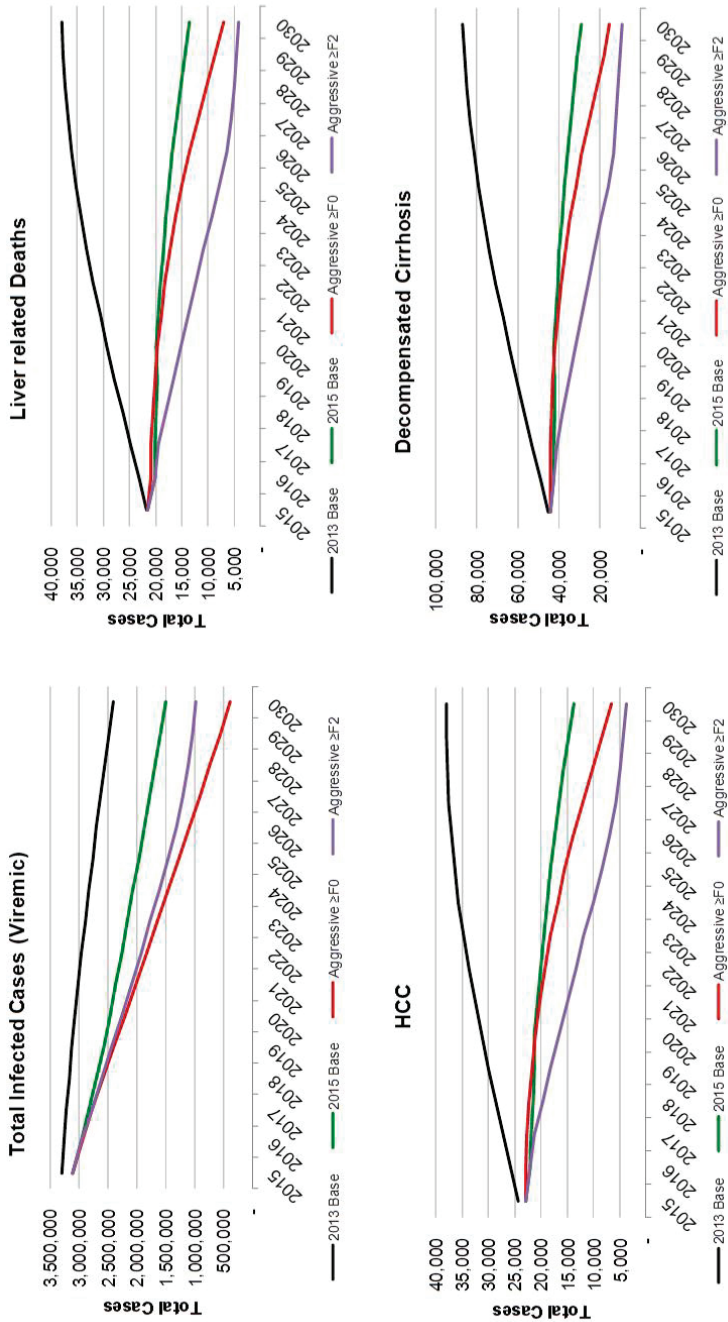 Total Infected Cases (Viremic)
Total Cases
3,500,000
3,000,000
2,500,000
2,000,000
1,500,000
1,000,000
500,000
-
2015 2016 2017 2018 2019 2020 2021 2022 2023 2024 2025 2026 2027 2028 2029 2030
2013 Base 2015 Base Aggressive ≥F0 Aggressive ≥F2
Liver related Deaths
Total Cases
40,000
35,000
30,000
25,000
20,000
15,000
10,000
5,000
-
2015 2016 2017 2018 2019 2020 2021 2022 2023 2024 2025 2026 2027 2028 2029 2030
2013 Base 2015 Base Aggressive ≥F0 Aggressive ≥F2
HCC
Total Cases
40,000
35,000
30,000
25,000
20,000
15,000
10,000
5,000
-
2015 2016 2017 2018 2019 2020 2021 2022 2023 2024 2025 2026 2027 2028 2029 2030
2013 Base 2015 Base Aggressive ≥F0 Aggressive ≥F2
Decompensated Cirrhosis
Total Cases
100,000
80,000
60,000
40,000
20,000
-
2015 2016 2017 2018 2019 2020 2021 2022 2023 2024 2025 2026 2027 2028 2029 2030
2013 Base 2015 Base Aggressive ≥F0 Aggressive ≥F2